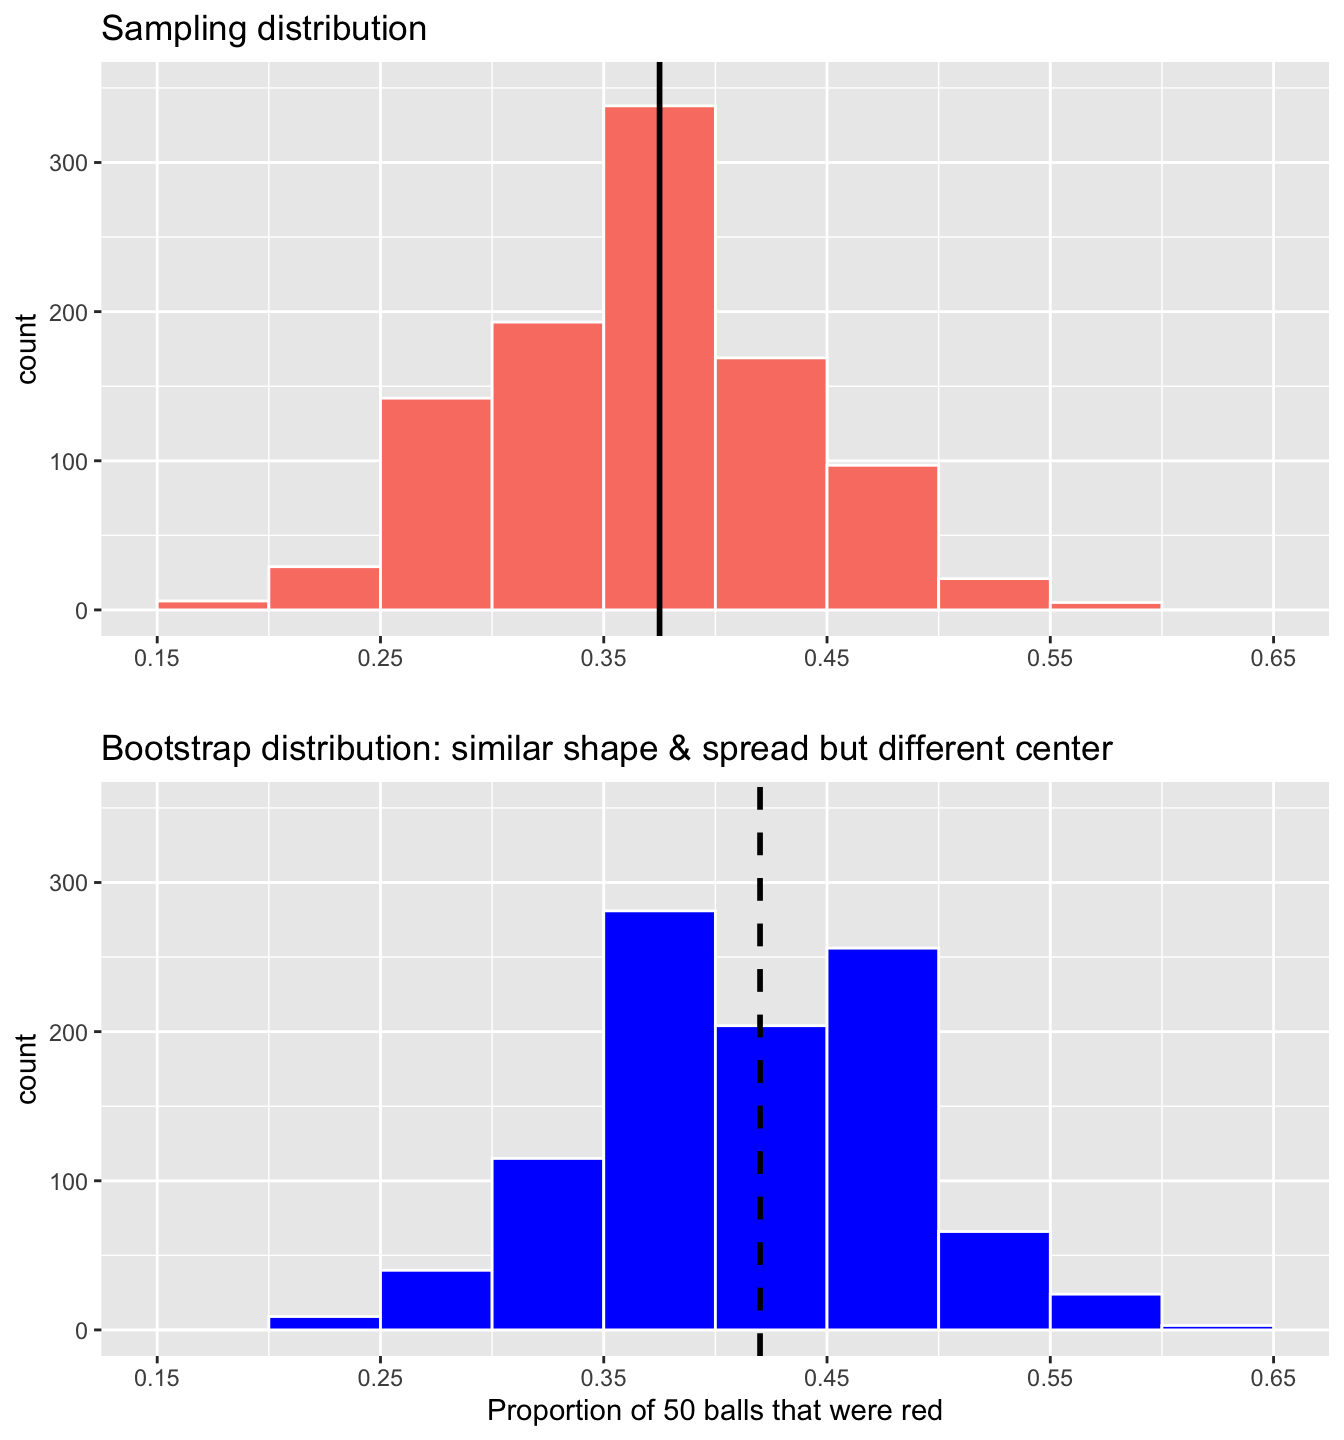 Sampling distribution
count
300
200
100
0
0.15 0.25 0.35 0.45 0.55 0.65
Bootstrap distribution: similar shape & spread but different center
count
300
200
100
0
0.15 0.25 0.35 0.45 0.55 0.65
Proportion of 50 balls that were red